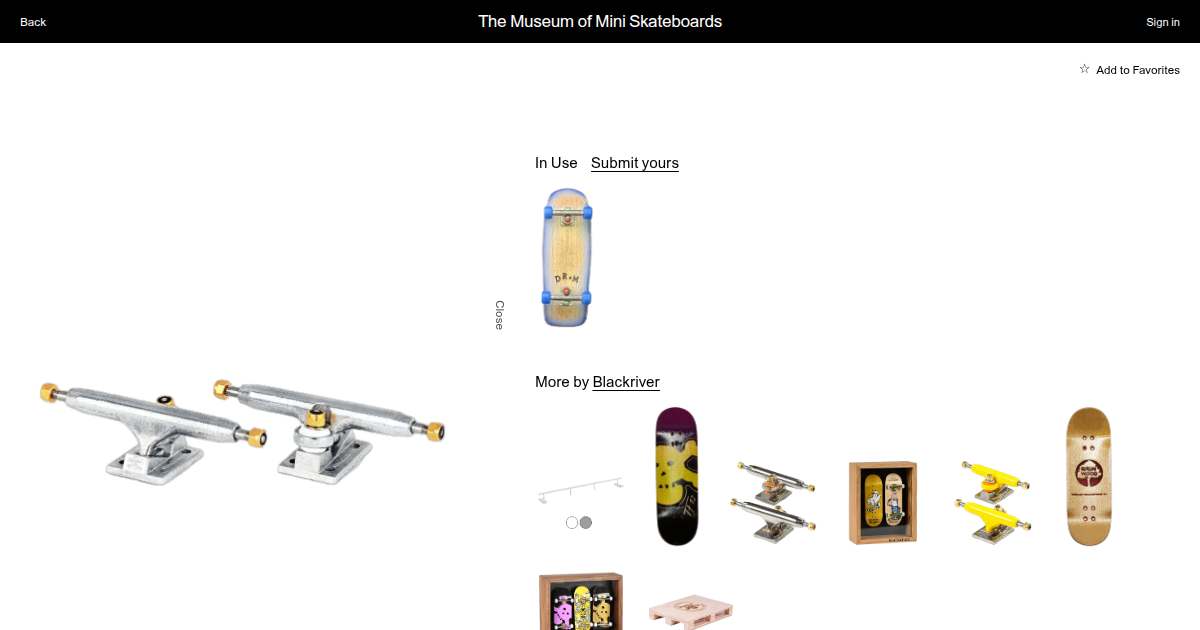 Back
The Museum of Mini Skateboards
Sign in
☆ Add to Favorites
In Use Submit yours
DR•M
Close
More by Blackriver